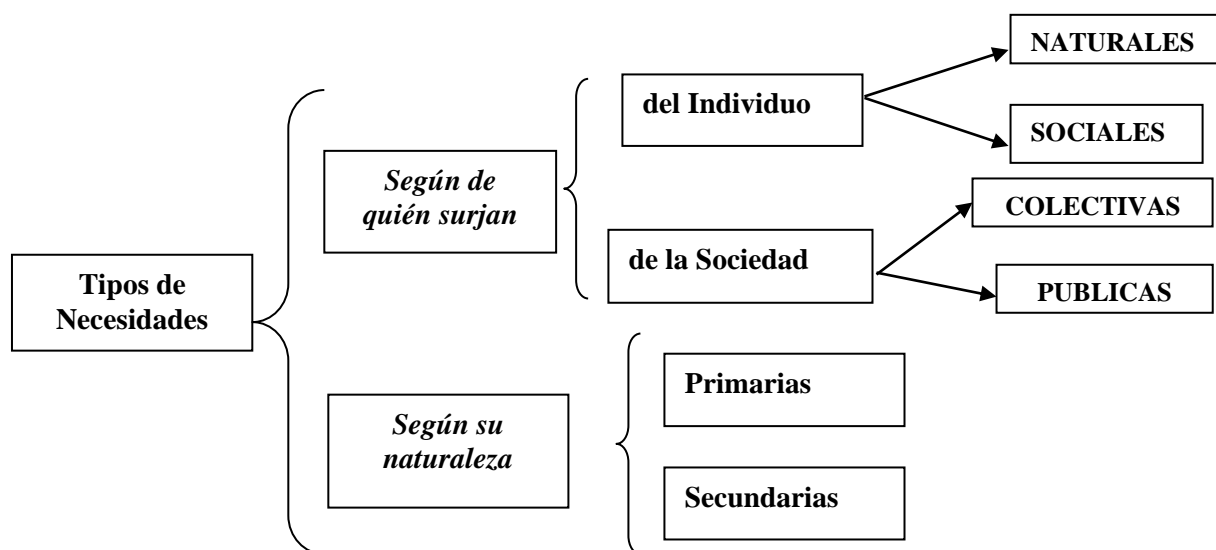 Tipos de
Necesidades
Según de
quién surjan
del Individuo
NATURALES
SOCIALES
de la Sociedad
COLECTIVAS
PUBLICAS
Según su
naturaleza
Primarias
Secundarias